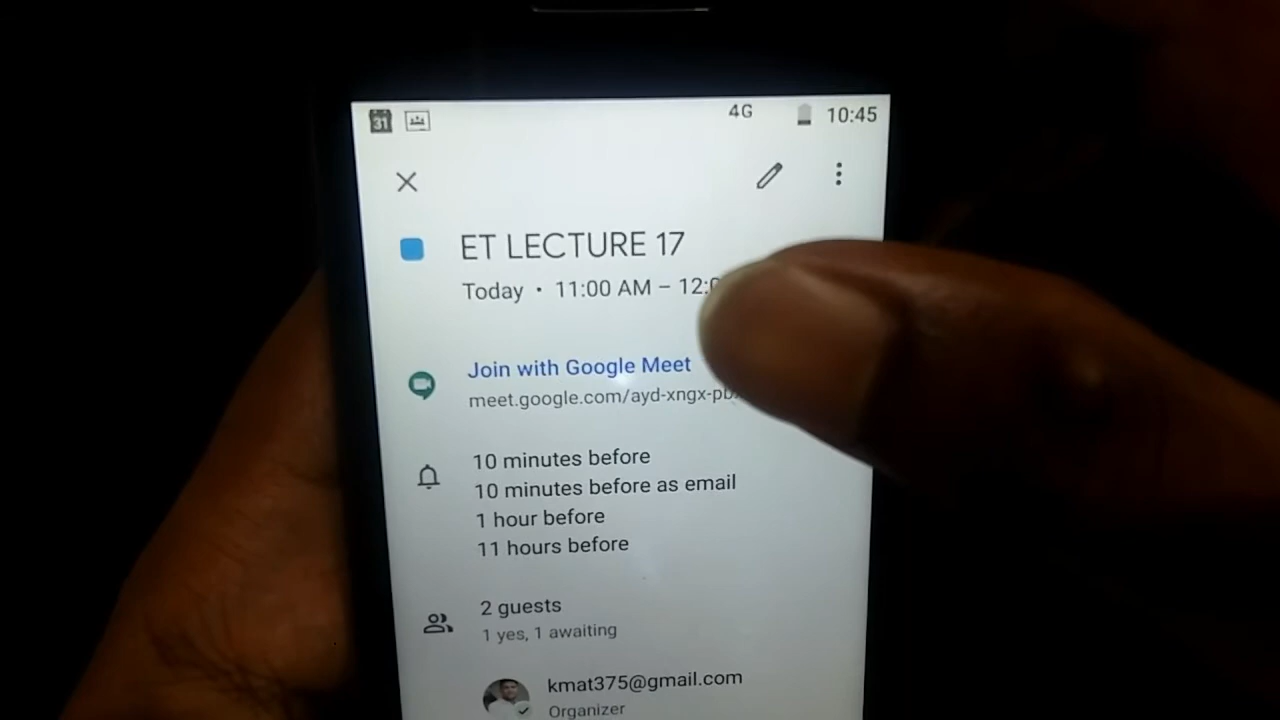 31 4G 10:45
ET LECTURE 17
Today • 11:00 AM –
Join with Google Meet
meet.google.com/ayd-xngx-
10 minutes before
10 minutes before as email
1 hour before
11 hours before
2 guests
1 yes, 1 awaiting
kmat375@gmail.com
Organizer